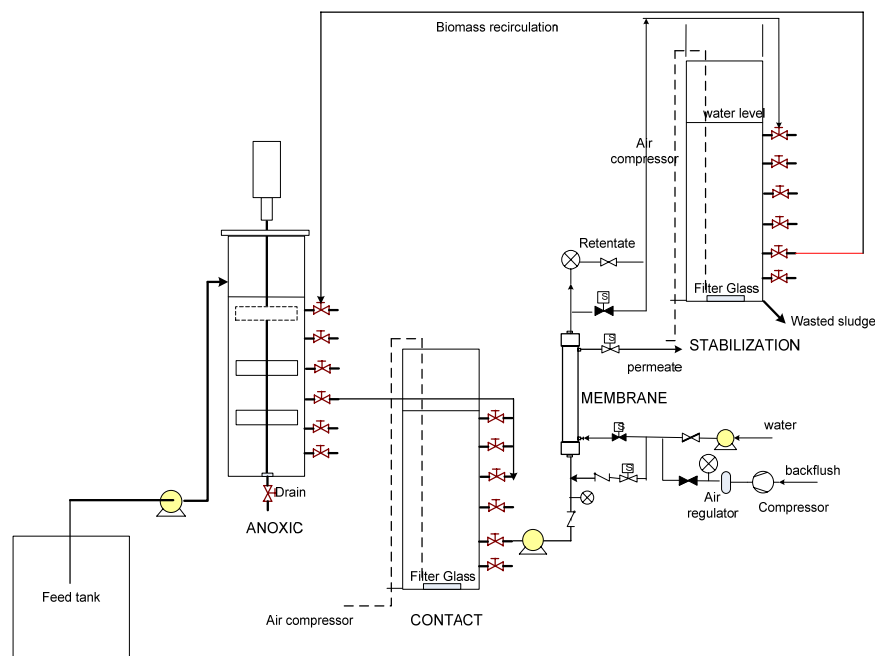 Biomass recirculation
water level
Air
compressor
Retentate
S
Filter Glass
Wasted sludge
S
STABILIZATION
permeate
MEMBRANE
S
water
S
backflush
Air
regulator
Compressor
Drain
ANOXIC
Feed tank
Filter Glass
Air compressor
CONTACT